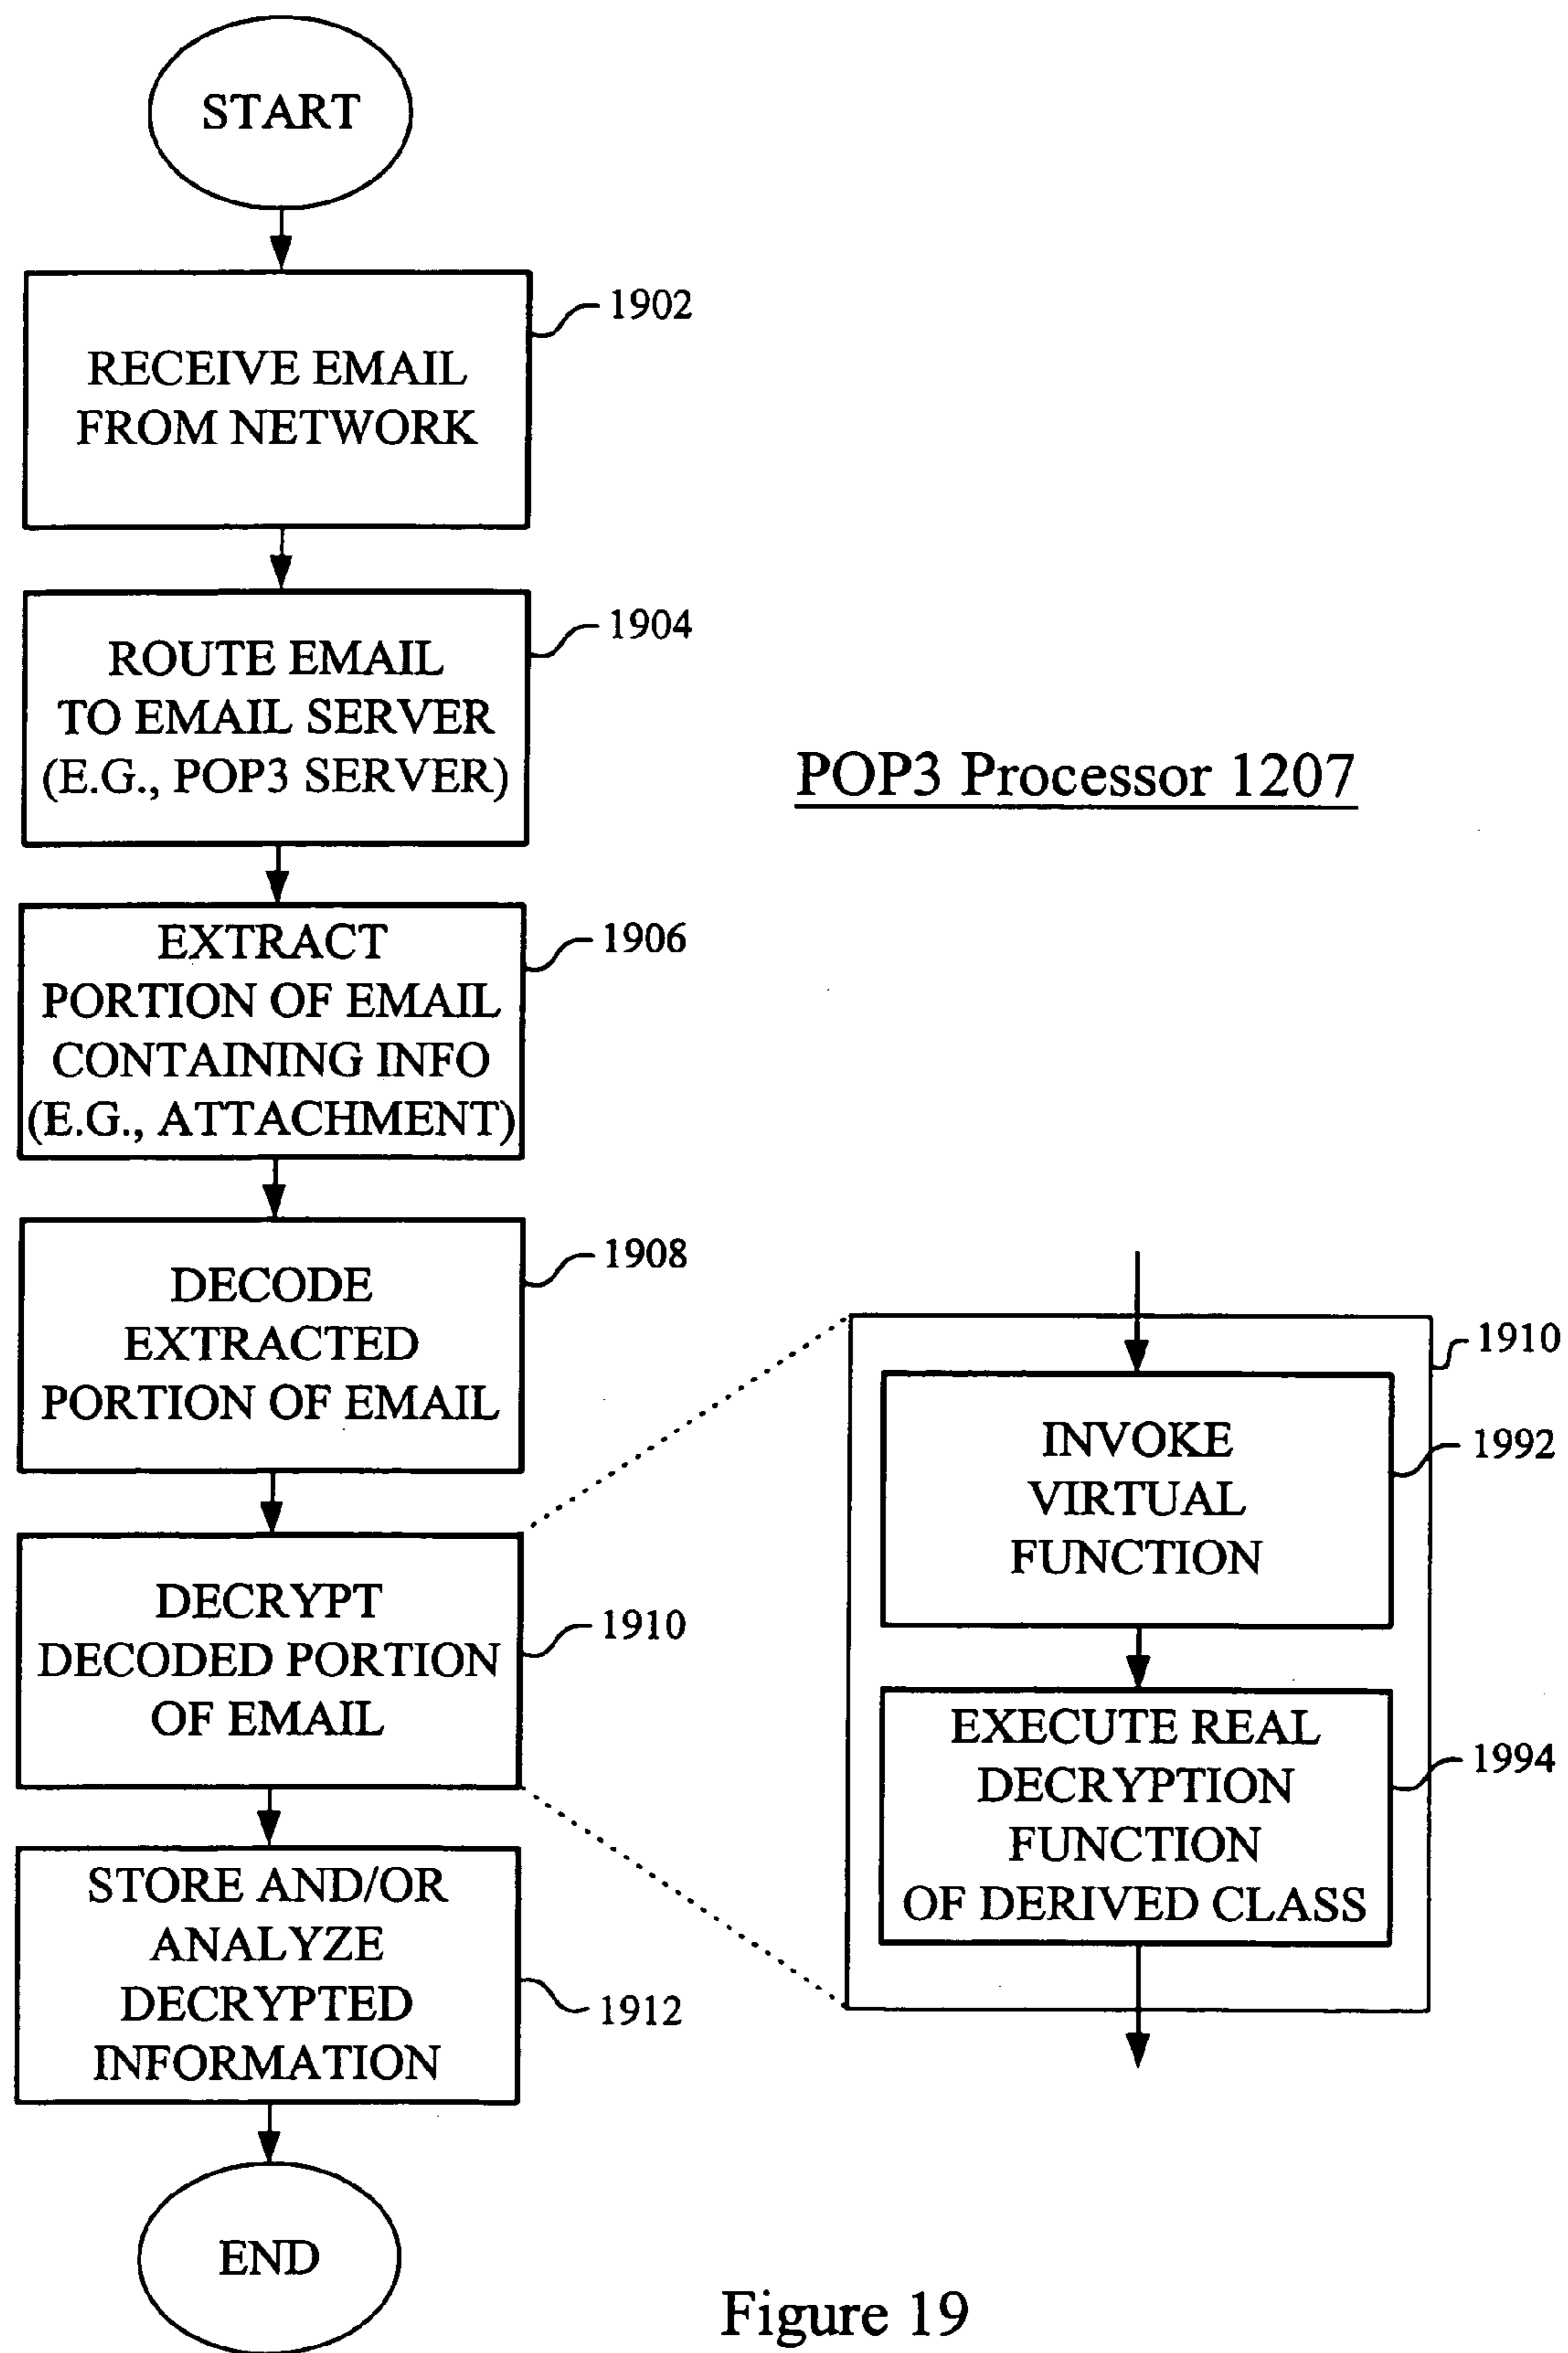 START
1902
RECEIVE EMAIL
FROM NETWORK
1904
ROUTE EMAIL
TO EMAIL SERVER
(E.G., POP3 SERVER)
POP3 Processor 1207
1906
EXTRACT
PORTION OF EMAIL
CONTAINING INFO
(E.G., ATTACHMENT)
1908
DECODE
EXTRACTED
PORTION OF EMAIL
DECRYPT
DECODED PORTION
OF EMAIL
1910
1910
INVOKE
VIRTUAL
FUNCTION
1992
EXECUTE REAL
DECRYPTION
FUNCTION
OF DERIVED CLASS
1994
STORE AND/OR
ANALYZE
DECRYPTED
INFORMATION
1912
END
Figure 19